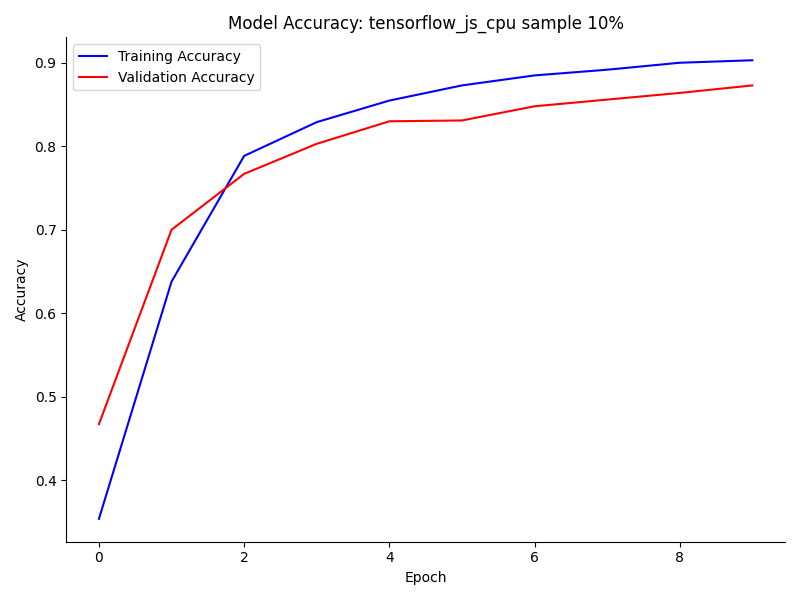 Model Accuracy: tensorflow_js_cpu sample 10%
Training Accuracy
Validation Accuracy
0.9
0.8
0.7
0.6
0.5
0.4
Accuracy
0 2 4 6 8
Epoch